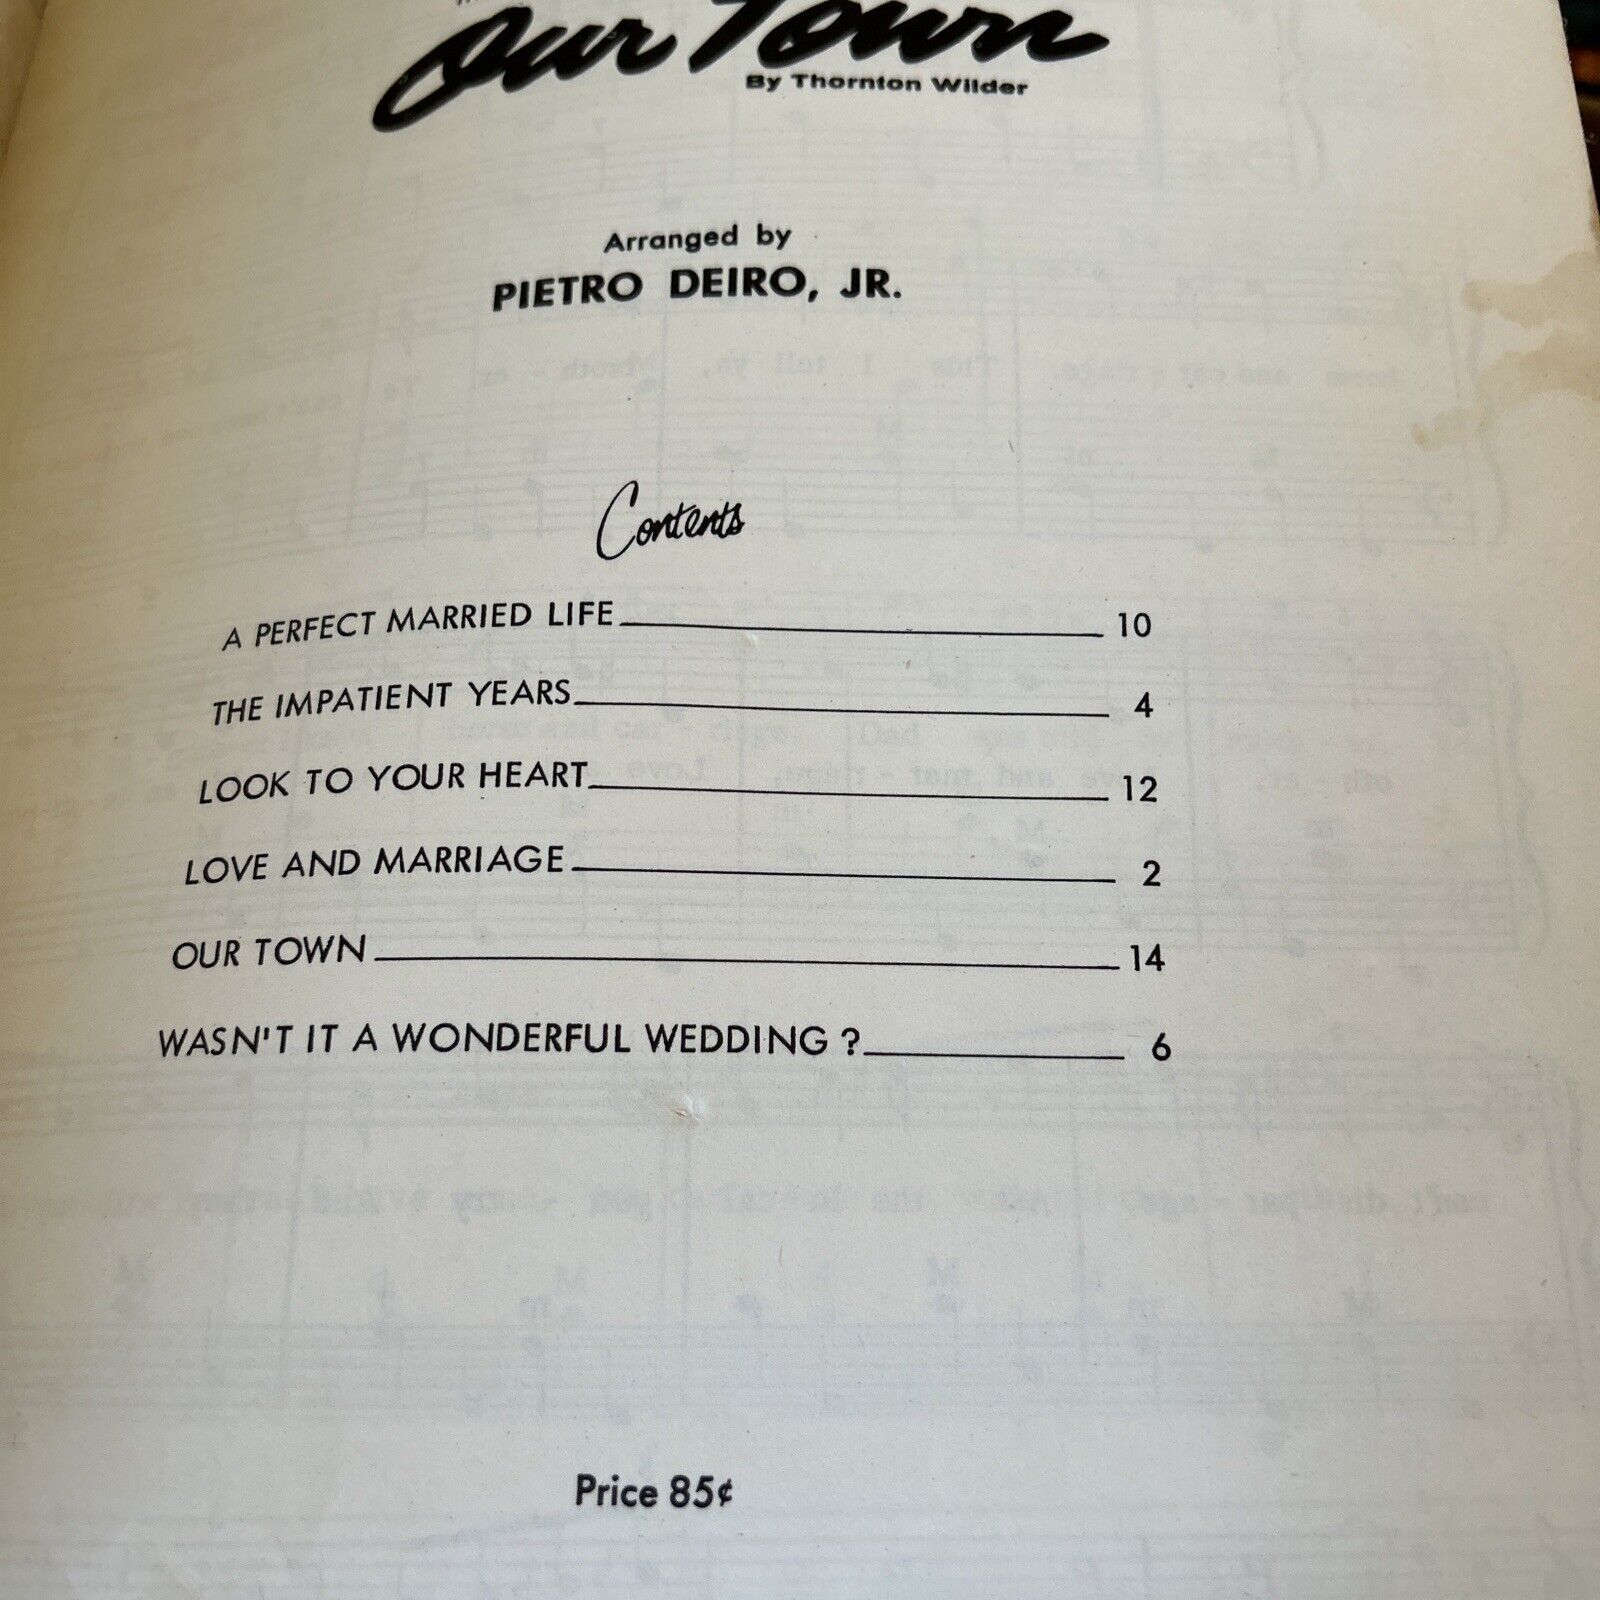 Our Town
By Thornton Wilder
Arranged by
PIETRO DEIRO, JR.
Contents
A PERFECT MARRIED LIFE 10
THE IMPATIENT YEARS 4
LOOK TO YOUR HEART 12
LOVE AND MARRIAGE 2
OUR TOWN 14
WASN'T IT A WONDERFUL WEDDING? 6
Price 85¢